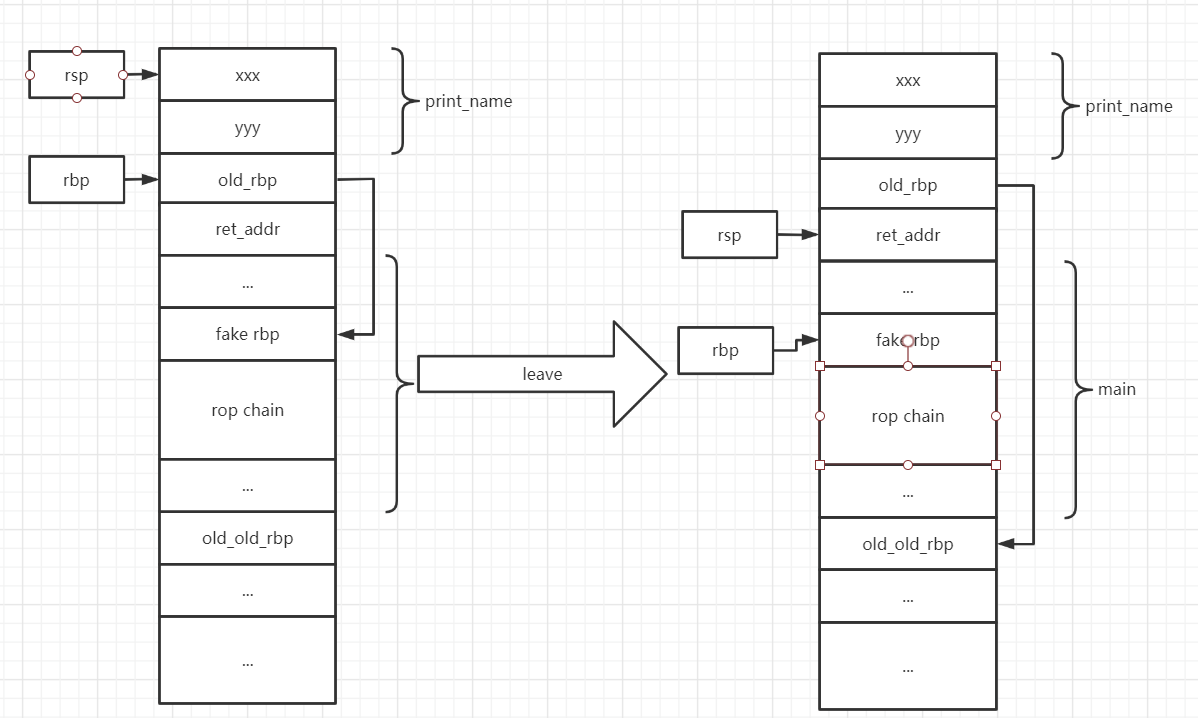 rsp
xxx
yyy
print_name
rbp
old_rbp
ret_addr
...
fake rbp
rop chain
...
old_old_rbp
...
...
leave
xxx
yyy
print_name
old_rbp
rsp
ret_addr
...
rbp
fake rbp
rop chain
main
...
old_old_rbp
...
...